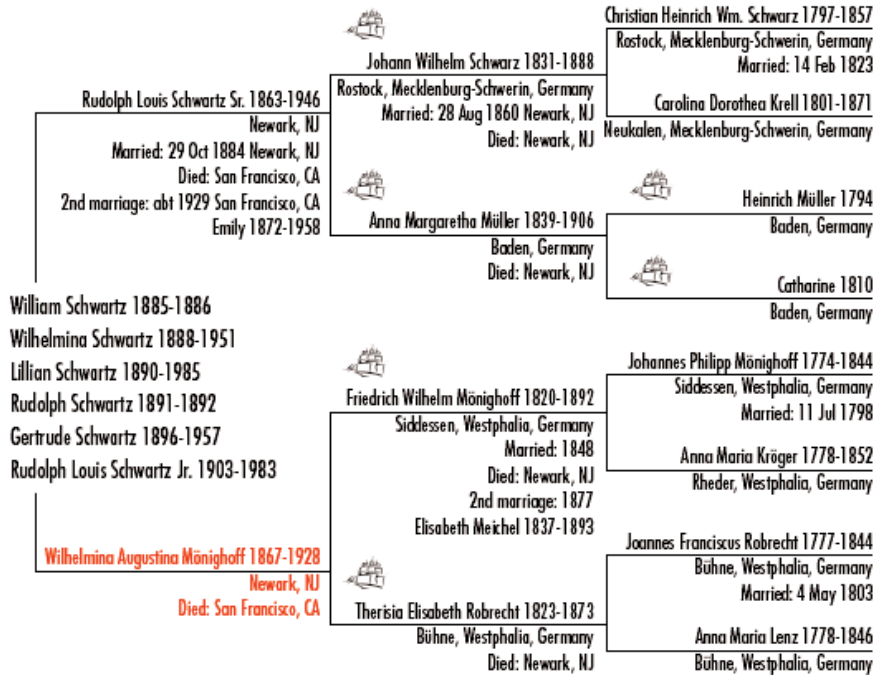 Rudolph Louis Schwartz Sr. 1863-1946
Newark, NJ
Married: 29 Oct 1884 Newark, NJ
Died: San Francisco, CA
2nd marriage: abt 1929 San Francisco, CA
Emily 1872-1958
William Schwartz 1885-1886
Wilhelmina Schwartz 1888-1951
Lillian Schwartz 1890-1985
Rudolph Schwartz 1891-1892
Gertrude Schwartz 1896-1957
Rudolph Louis Schwartz Jr. 1903-1983
Wilhelmina Augustina Mönighoff 1867-1928
Newark, NJ
Died: San Francisco, CA
Johann Wilhelm Schwarz 1831-1888
Rostock, Mecklenburg-Schwerin, Germany
Married: 28 Aug 1860 Newark, NJ
Died: Newark, NJ
Anna Margaretha Müller 1839-1906
Baden, Germany
Died: Newark, NJ
Friedrich Wilhelm Mönighoff 1820-1892
Siddessen, Westphalia, Germany
Married: 1848
Died: Newark, NJ
2nd marriage: 1877
Elisabeth Meichel 1837-1893
Therisia Elisabeth Robrecht 1823-1873
Bühne, Westphalia, Germany
Died: Newark, NJ
Christian Heinrich Wm. Schwarz 1797-1857
Rostock, Mecklenburg-Schwerin, Germany
Married: 14 Feb 1823
Carolina Dorothea Krell 1801-1871
Neukalen, Mecklenburg-Schwerin, Germany
Heinrich Müller 1794
Baden, Germany
Catharine 1810
Baden, Germany
Johannes Philipp Mönighoff 1774-1844
Siddessen, Westphalia, Germany
Married: 11 Jul 1798
Anna Maria Kröger 1778-1852
Rheder, Westphalia, Germany
Joannes Franciscus Robrecht 1777-1844
Bühne, Westphalia, Germany
Married: 4 May 1803
Anna Maria Lenz 1778-1846
Bühne, Westphalia, Germany